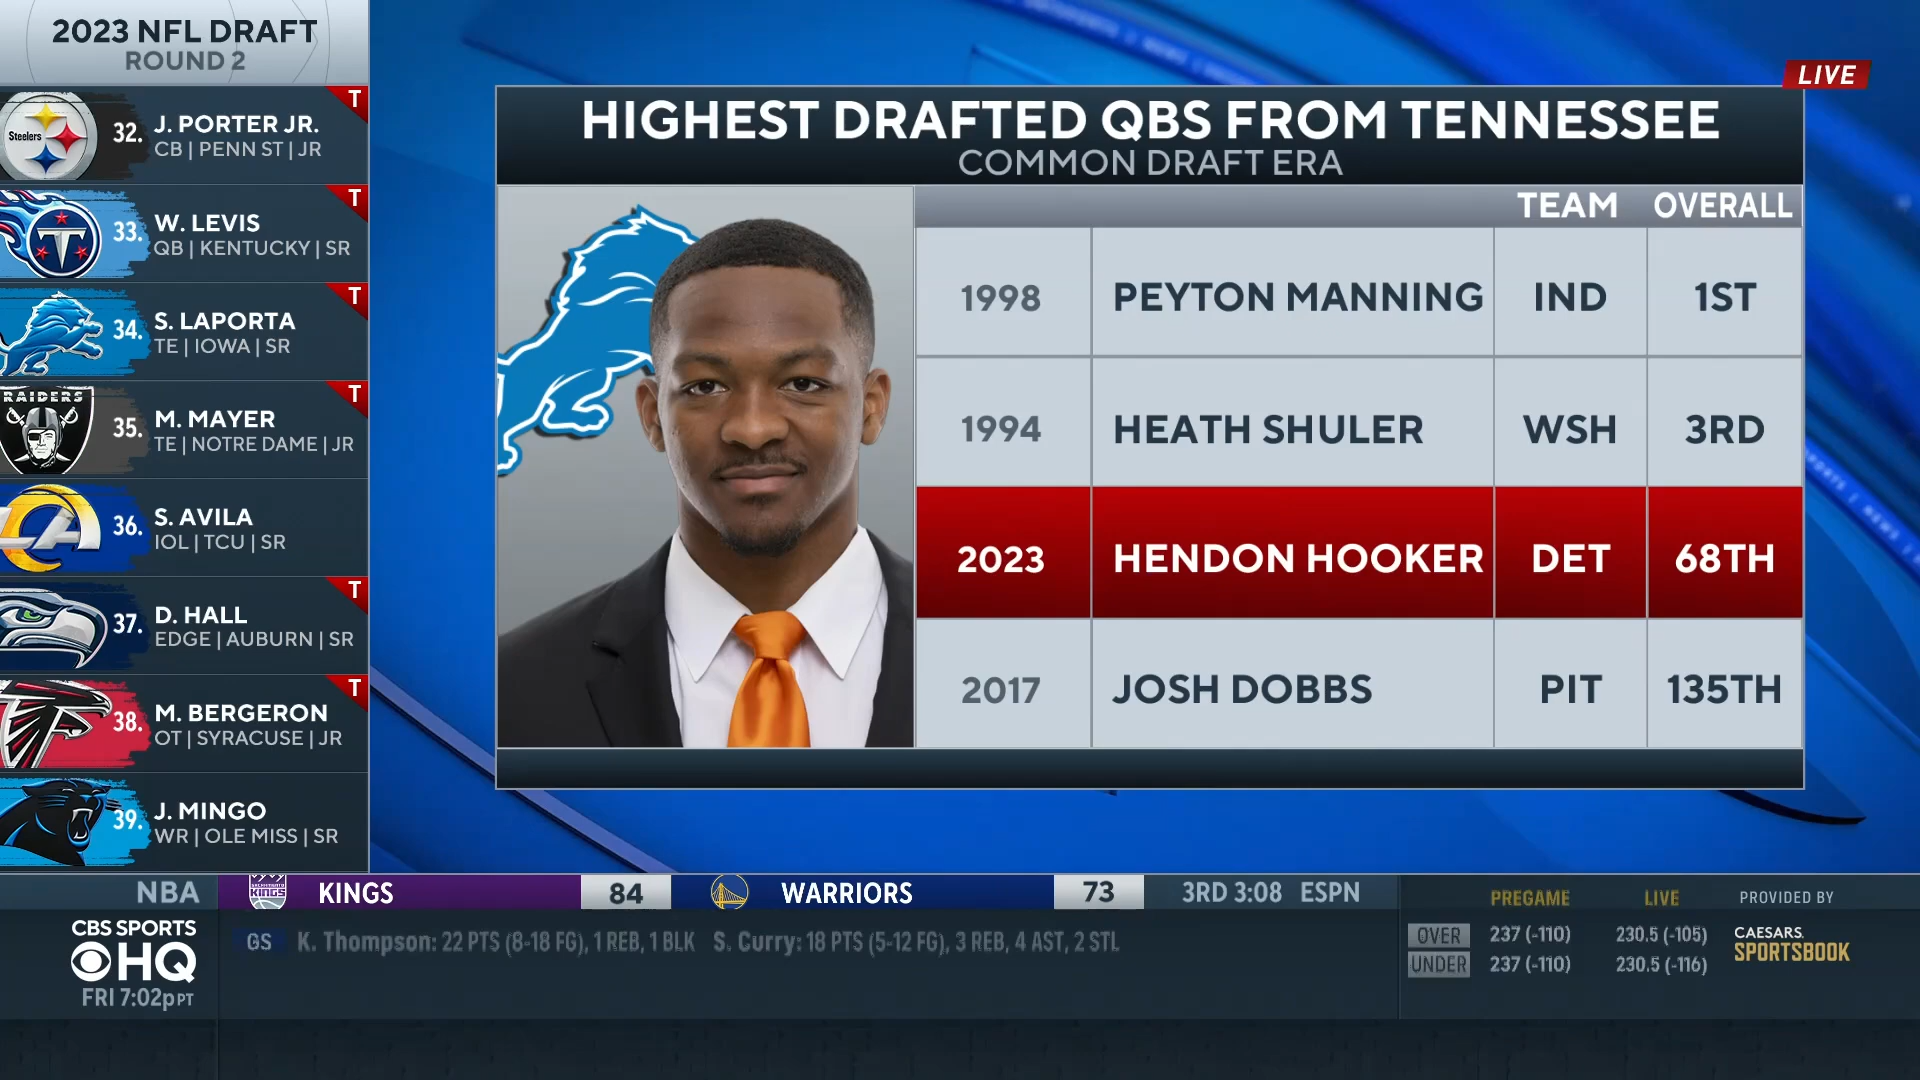 2023 NFL DRAFT
ROUND 2
T
Steelers
32.
J. PORTER JR.
CB | PENN ST | JR
T
T
33.
W. LEVIS
QB | KENTUCKY | SR
T
34.
S. LAPORTA
TE | IOWA | SR
T
RAIDERS
35.
M. MAYER
TE | NOTRE DAME | JR
LA
36.
S. AVILA
IOL | TCU | SR
T
37.
D. HALL
EDGE | AUBURN | SR
T
38.
M. BERGERON
OT | SYRACUSE | JR
39.
J. MINGO
WR | OLE MISS | SR
LIVE
HIGHEST DRAFTED QBS FROM TENNESSEE
COMMON DRAFT ERA
TEAM OVERALL
1998 PEYTON MANNING IND 1ST
1994 HEATH SHULER WSH 3RD
2023 HENDON HOOKER DET 68TH
2017 JOSH DOBBS PIT 135TH
NBA
SACRAMENTO
KINGS
KINGS 84 WARRIORS 73 3RD 3:08 ESPN
CBS SPORTS
HQ
FRI 7:02p PT
GS K. Thompson: 22 PTS (8-18 FG), 1 REB, 1 BLK S. Curry: 18 PTS (5-12 FG), 3 REB, 4 AST, 2 STL
PREGAME LIVE PROVIDED BY
OVER 237 (-110) 230.5 (-105)
UNDER 237 (-110) 230.5 (-116)
CAESARS
SPORTSBOOK